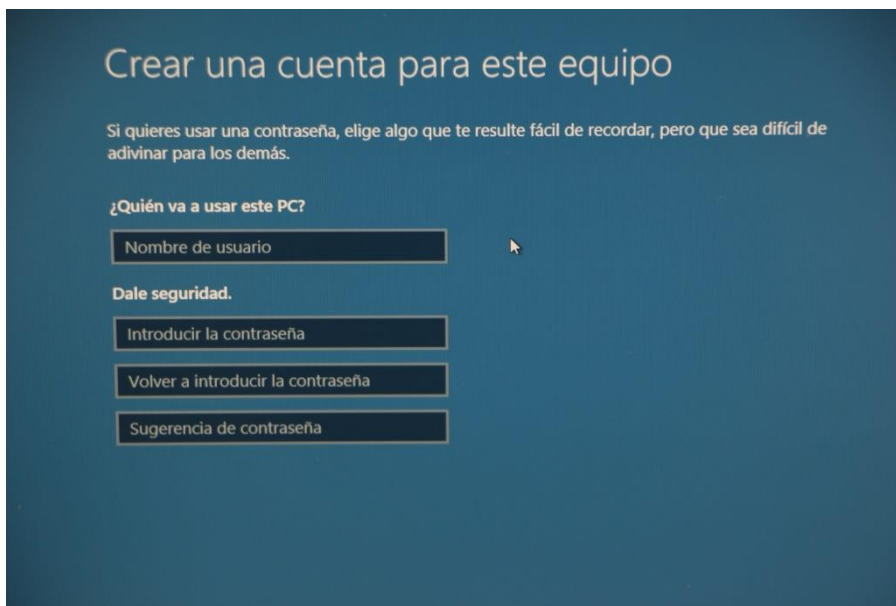 Crear una cuenta para este equipo
Si quieres usar una contraseña, elige algo que te resulte fácil de recordar, pero que sea difícil de
adivinar para los demás.
¿Quién va a usar este PC?
Nombre de usuario
Dale seguridad.
Introducir la contraseña
Volver a introducir la contraseña
Sugerencia de contraseña